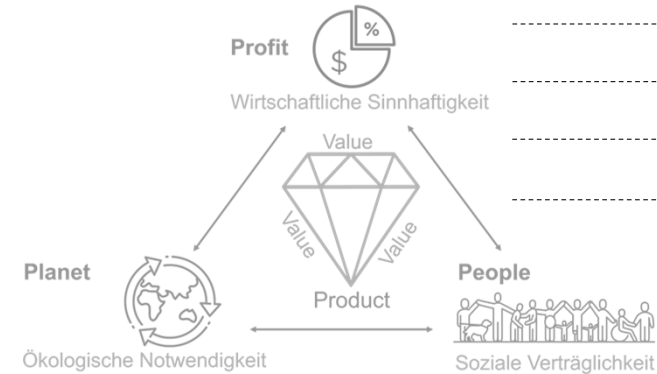 %
Profit
$
Wirtschaftliche Sinnhaftigkeit
Value
Value
Value
Planet
People
Product
Ökologische Notwendigkeit
Soziale Verträglichkeit